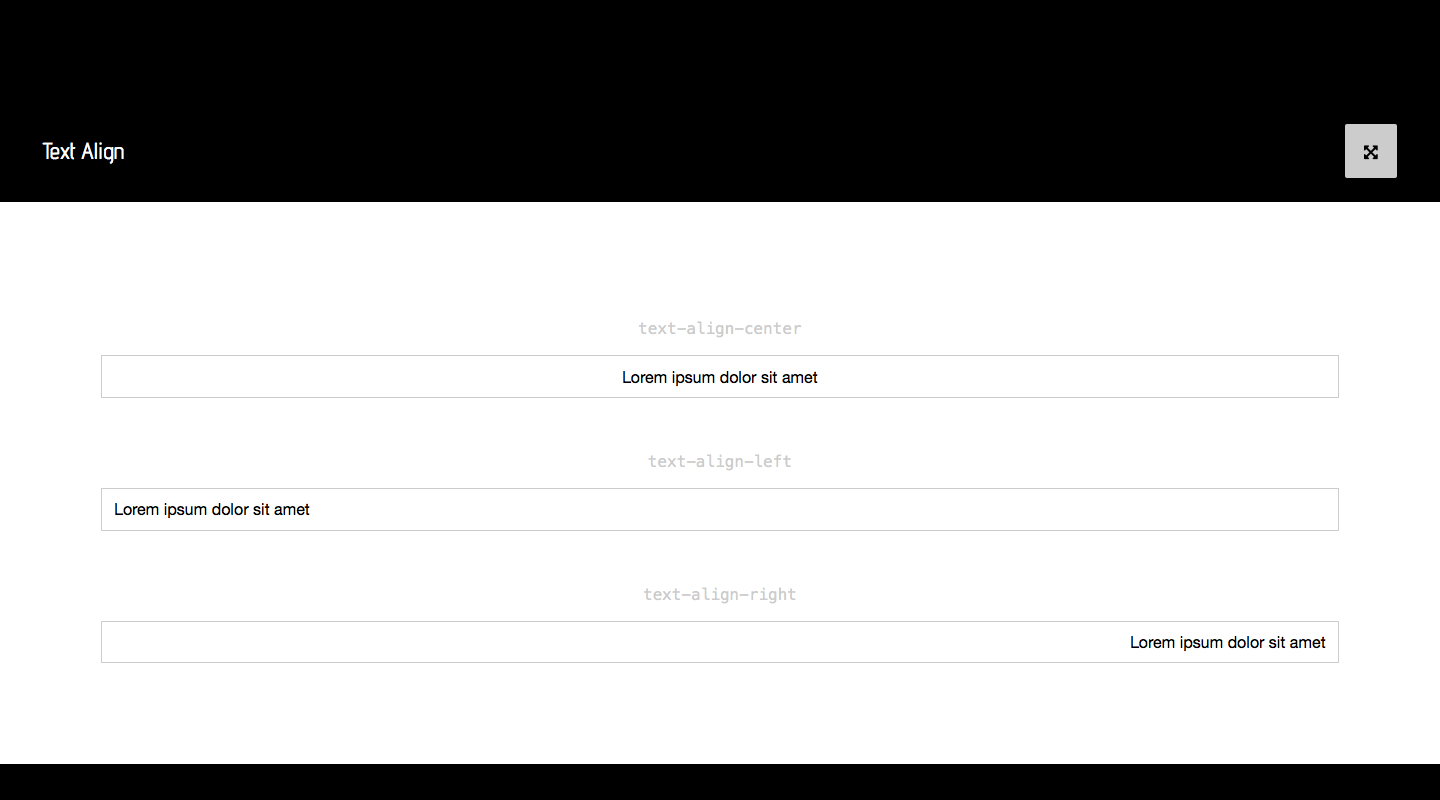 Text Align
text-align-center
Lorem ipsum dolor sit amet
text-align-left
Lorem ipsum dolor sit amet
text-align-right
Lorem ipsum dolor sit amet